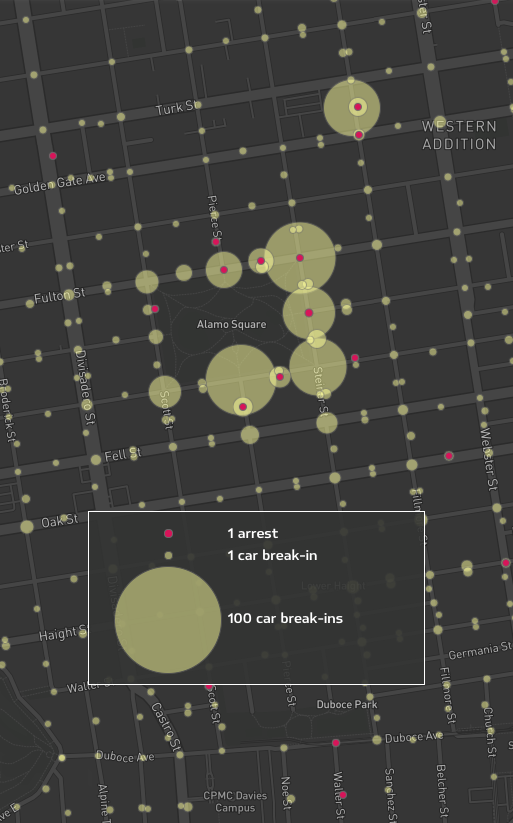 ster St
Turk St
WESTERN
ADDITION
Golden Gate Ave
Pierce St
ter St
Fulton St
Alamo Square
Divisadero St
Broderick St
Scott St
Steiner St
Webster St
Fell St
Fillm
Oak St
1 arrest
1 car break-in
100 car break-ins
Haight St
Germania St
Waller
Scott St
ce St
Fillmore St
Duboce Park
Castro St
Church St
Duboce Ave
Duboce Ave
Alpine T
CPMC Davies
Campus
Noe St
Walter St
Sanchez St
Belcher St